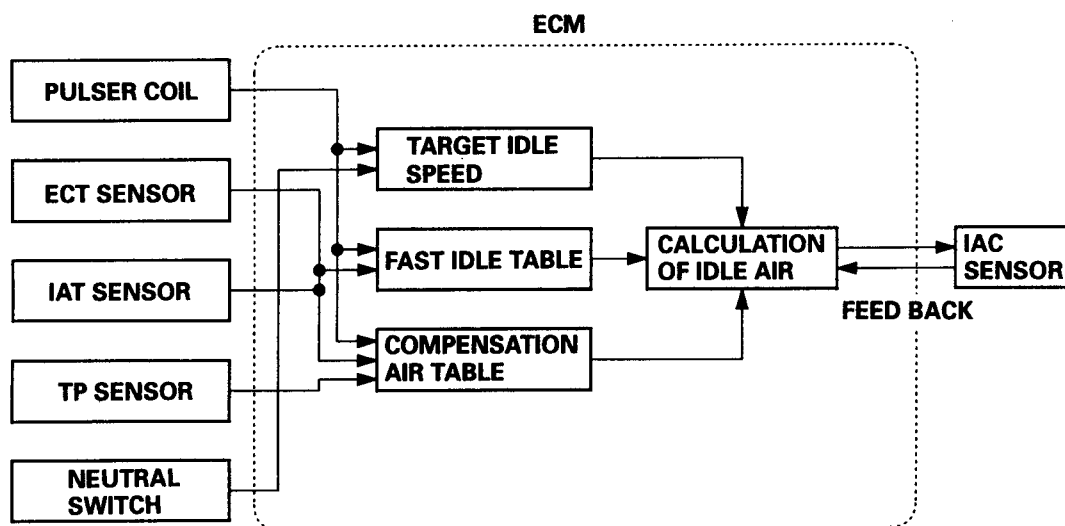 ECM
PULSER COIL
ECT SENSOR
IAT SENSOR
TP SENSOR
NEUTRAL
SWITCH
TARGET IDLE
SPEED
FAST IDLE TABLE
COMPENSATION
AIR TABLE
CALCULATION
OF IDLE AIR
IAC
SENSOR
FEED BACK